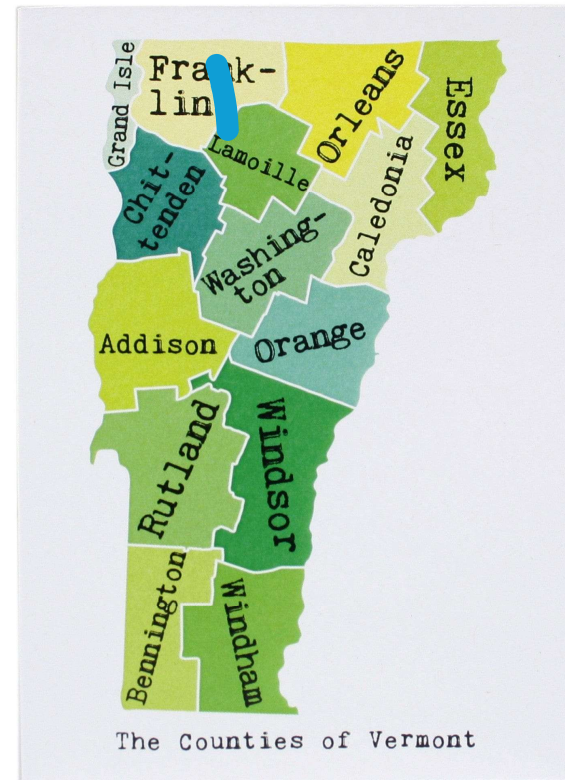 Grand Isle
lin
Orleans
Essex
Lamoille
Chit-
tenden
Caledonia
Washing-
ton
Addison
Orange
Rutland
Windsor
Bennington
Windham
The Counties of Vermont